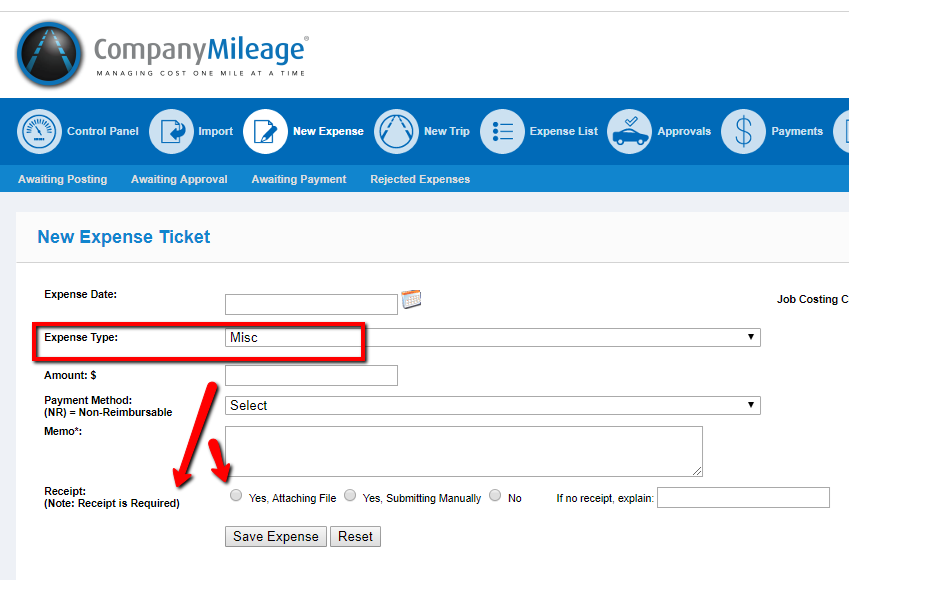 CompanyMileage®
MANAGING COST ONE MILE AT A TIME
Control Panel Import New Expense New Trip Expense List Approvals Payments
Awaiting Posting Awaiting Approval Awaiting Payment Rejected Expenses
New Expense Ticket
Expense Date:
Job Costing C
Expense Type: Misc
Amount: $
Payment Method: Select
(NR) = Non-Reimbursable
Memo*:
Receipt:
(Note: Receipt is Required)
Yes, Attaching File Yes, Submitting Manually No If no receipt, explain:
Save Expense Reset